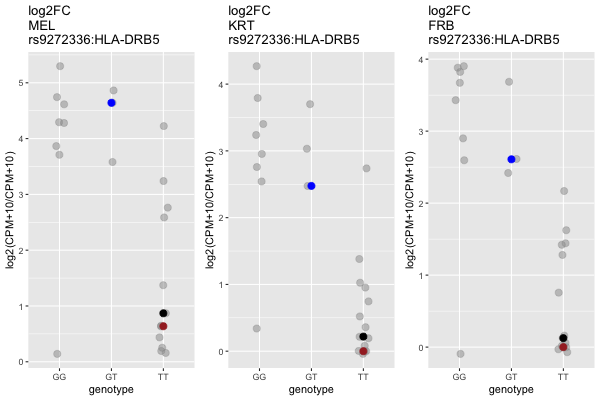 log2FC
MEL
rs9272336:HLA-DRB5
log2(CPM+10/CPM+10)
5
4
3
2
1
0
GG GT TT
genotype
log2FC
KRT
rs9272336:HLA-DRB5
log2(CPM+10/CPM+10)
4
3
2
1
0
GG GT TT
genotype
log2FC
FRB
rs9272336:HLA-DRB5
log2(CPM+10/CPM+10)
4
3
2
1
0
GG GT TT
genotype